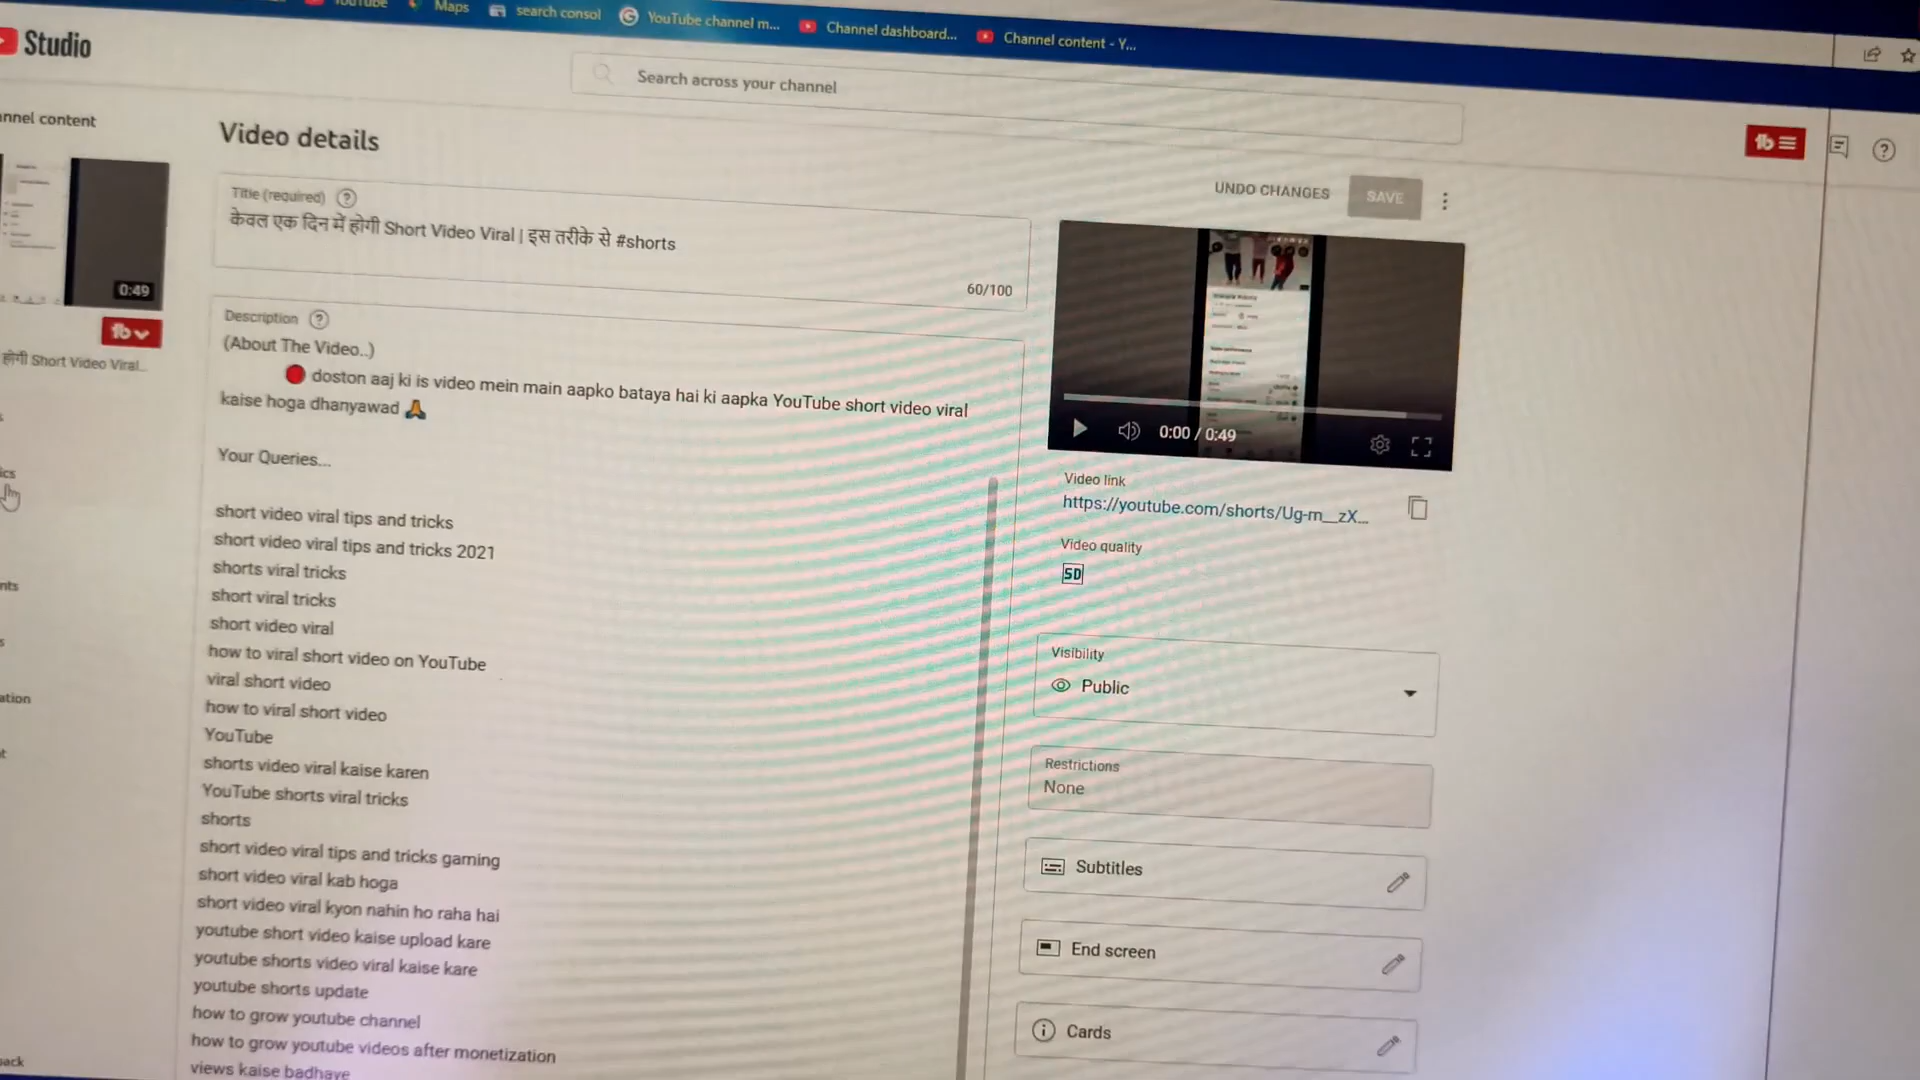 YouTube
Maps
search consol
YouTube channel m...
Channel dashboard...
Channel content - Y...
Studio
Search across your channel
nnel content
Video details
UNDO CHANGES
SAVE
Title (required)
केवल एक दिन में होगी Short Video Viral | इस तरीके से #shorts
60/100
0:49
होगी Short Video Viral...
Description
(About The Video..)
doston aaj ki is video mein main aapko bataya hai ki aapka YouTube short video viral
kaise hoga dhanyawad
Your Queries...
short video viral tips and tricks
short video viral tips and tricks 2021
shorts viral tricks
short viral tricks
short video viral
how to viral short video on YouTube
viral short video
how to viral short video
YouTube
shorts video viral kaise karen
YouTube shorts viral tricks
shorts
short video viral tips and tricks gaming
short video viral kab hoga
short video viral kyon nahin ho raha hai
youtube short video kaise upload kare
youtube shorts video viral kaise kare
youtube shorts update
how to grow youtube channel
how to grow youtube videos after monetization
views kaise badhaye
0:00 / 0:49
Video link
https://youtube.com/shorts/Ug-m__zX...
Video quality
SD
Visibility
Public
Restrictions
None
Subtitles
End screen
Cards
ics
nts
ation
back